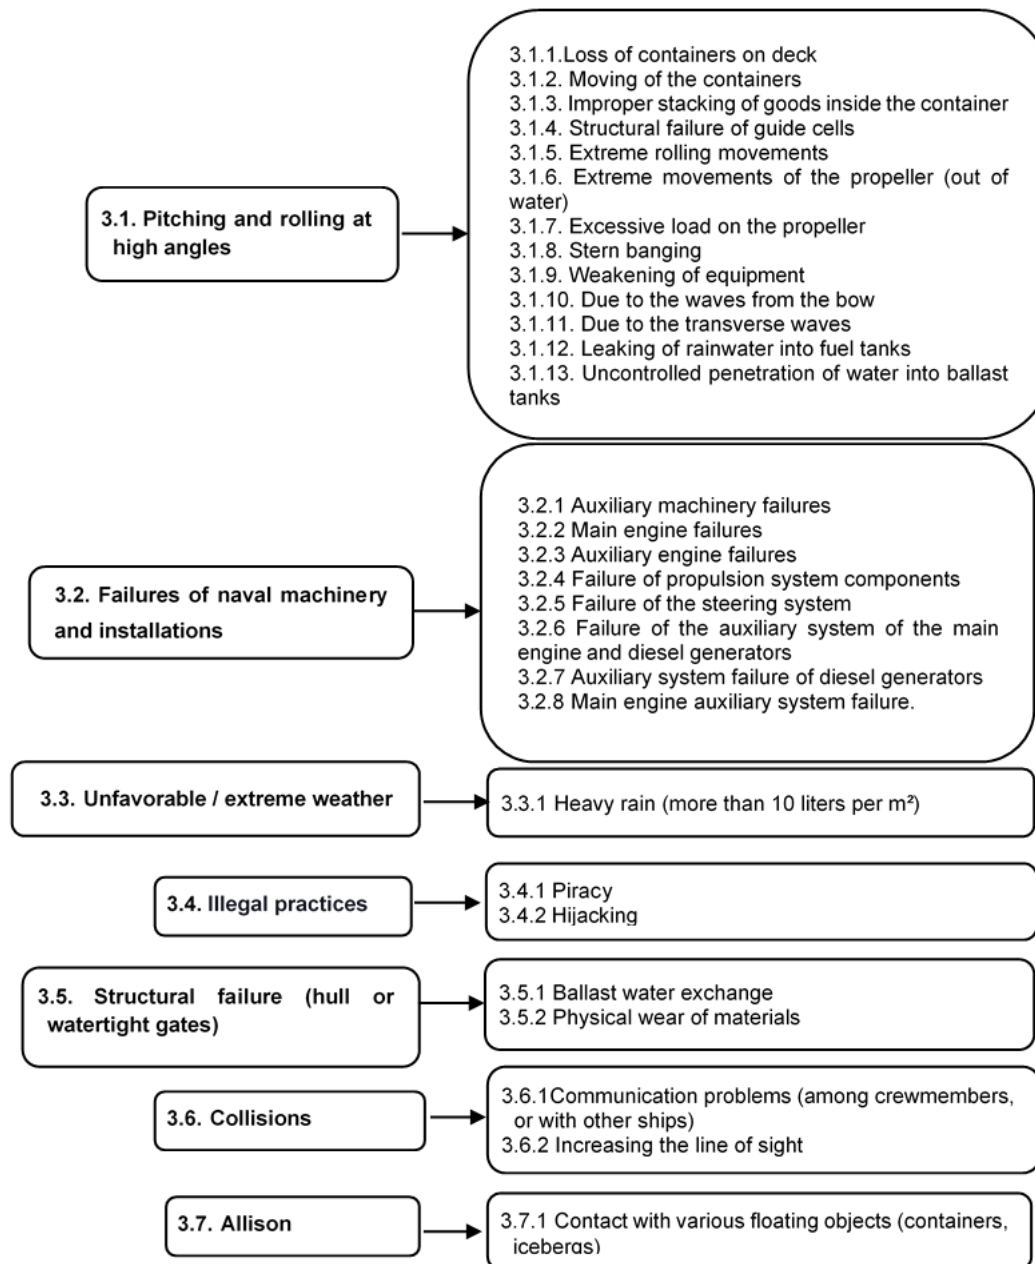 3.1. Pitching and rolling at
high angles
3.1.1.Loss of containers on deck
3.1.2. Moving of the containers
3.1.3. Improper stacking of goods inside the container
3.1.4. Structural failure of guide cells
3.1.5. Extreme rolling movements
3.1.6. Extreme movements of the propeller (out of
water)
3.1.7. Excessive load on the propeller
3.1.8. Stern banging
3.1.9. Weakening of equipment
3.1.10. Due to the waves from the bow
3.1.11. Due to the transverse waves
3.1.12. Leaking of rainwater into fuel tanks
3.1.13. Uncontrolled penetration of water into ballast
tanks
3.2. Failures of naval machinery
and installations
3.2.1 Auxiliary machinery failures
3.2.2 Main engine failures
3.2.3 Auxiliary engine failures
3.2.4 Failure of propulsion system components
3.2.5 Failure of the steering system
3.2.6 Failure of the auxiliary system of the main
engine and diesel generators
3.2.7 Auxiliary system failure of diesel generators
3.2.8 Main engine auxiliary system failure.
3.3. Unfavorable / extreme weather
3.3.1 Heavy rain (more than 10 liters per m²)
3.4. Illegal practices
3.4.1 Piracy
3.4.2 Hijacking
3.5. Structural failure (hull or
watertight gates)
3.5.1 Ballast water exchange
3.5.2 Physical wear of materials
3.6. Collisions
3.6.1Communication problems (among crewmembers,
or with other ships)
3.6.2 Increasing the line of sight
3.7. Allison
3.7.1 Contact with various floating objects (containers,
icebergs)